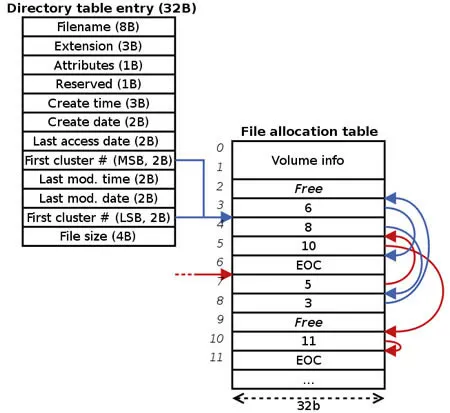 Directory table entry (32B)
Filename (8B)
Extension (3B)
Attributes (1B)
Reserved (1B)
Create time (3B)
Create date (2B)
Last access date (2B)
First cluster # (MSB, 2B)
Last mod. time (2B)
Last mod. date (2B)
First cluster # (LSB, 2B)
File size (4B)
File allocation table
0
Volume info
1
2
Free
3
6
4
8
5
10
6
EOC
7
5
8
3
9
Free
10
11
11
EOC
...
32b